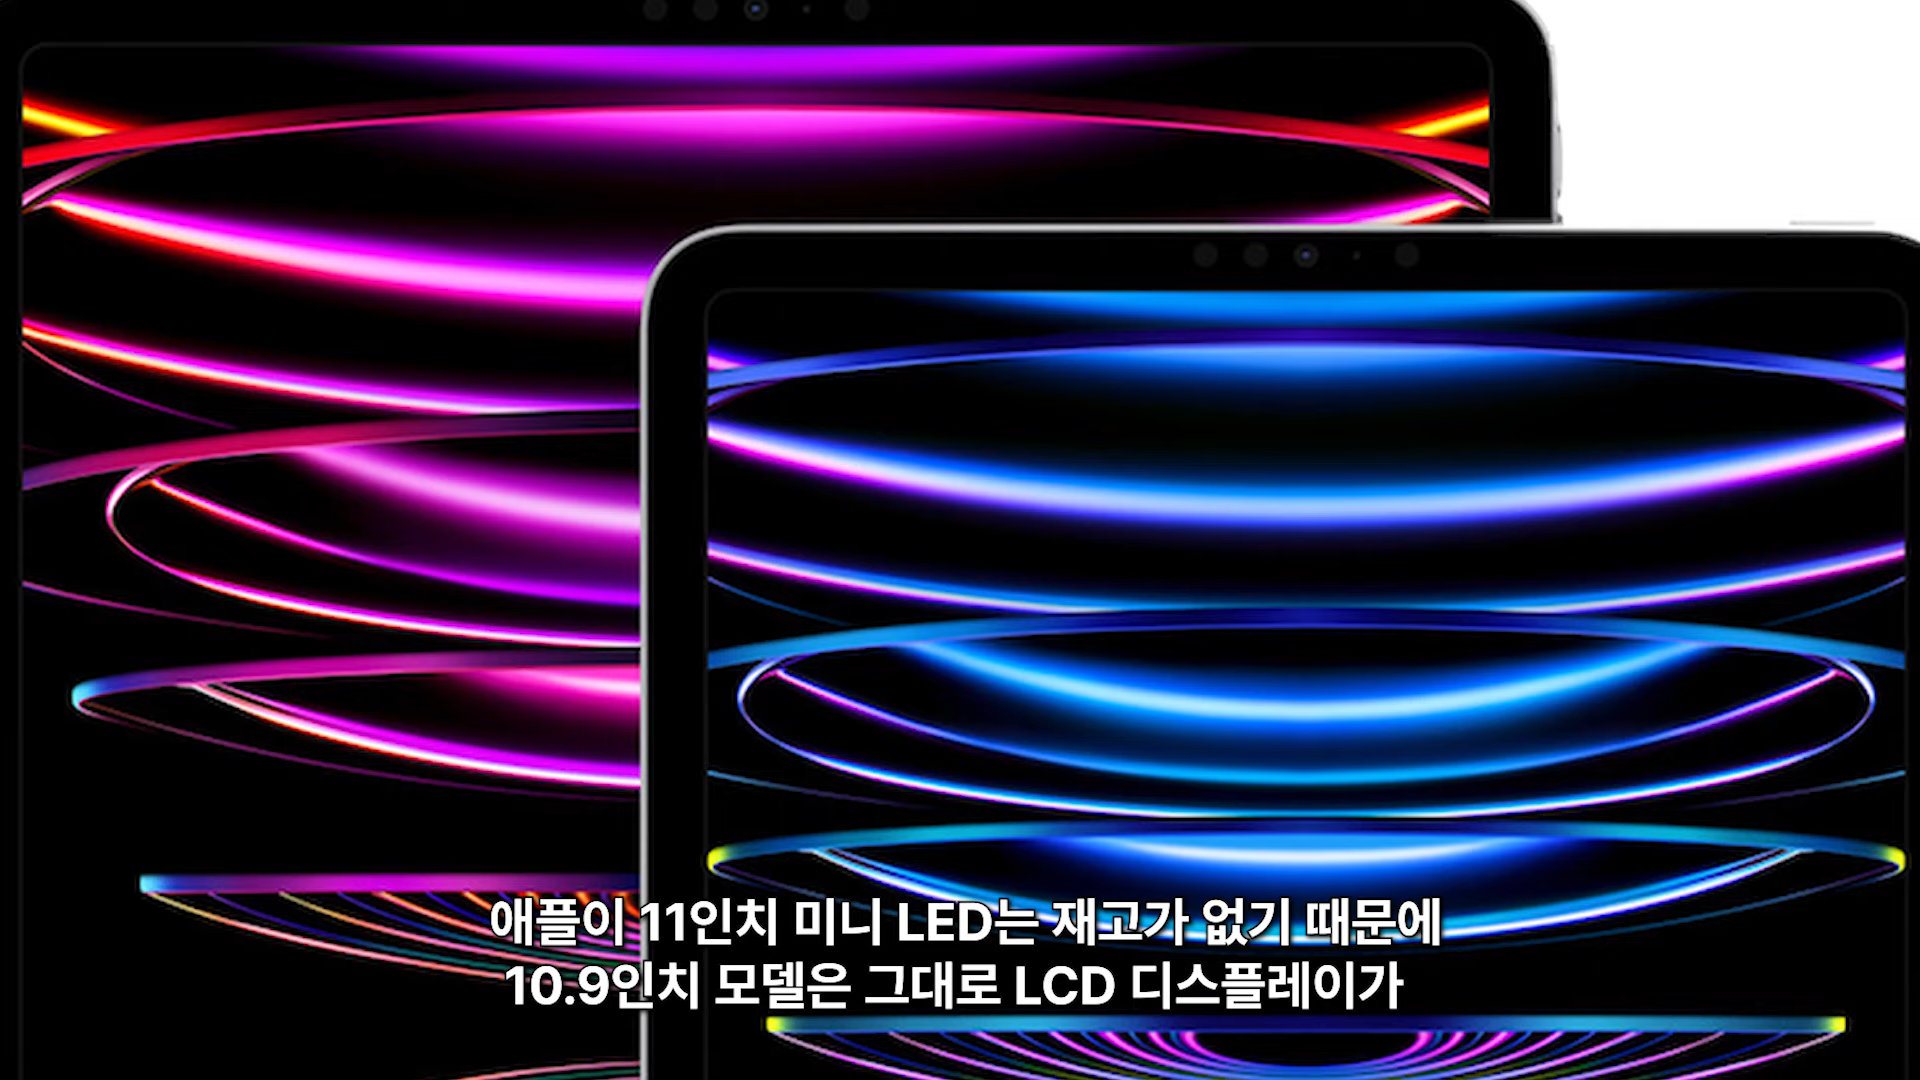 애플이 11인치 미니 LED는 재고가 없기 때문에
10.9인치 모델은 그대로 LCD 디스플레이가